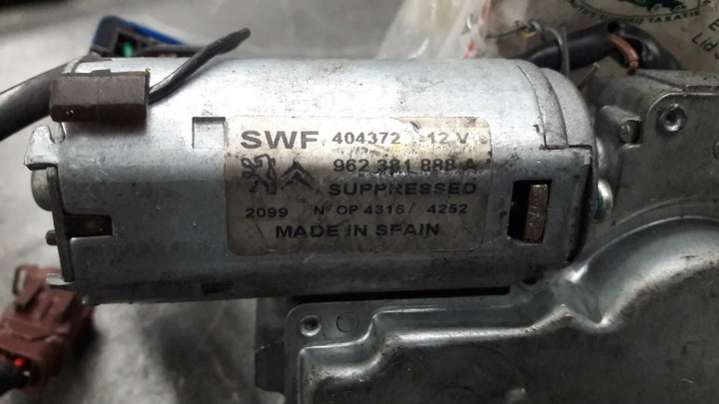 SWF 404372 12 V
962 381 888 A
SUPPRESSED
2099 N° OP 4316 / 4252
MADE IN SPAIN